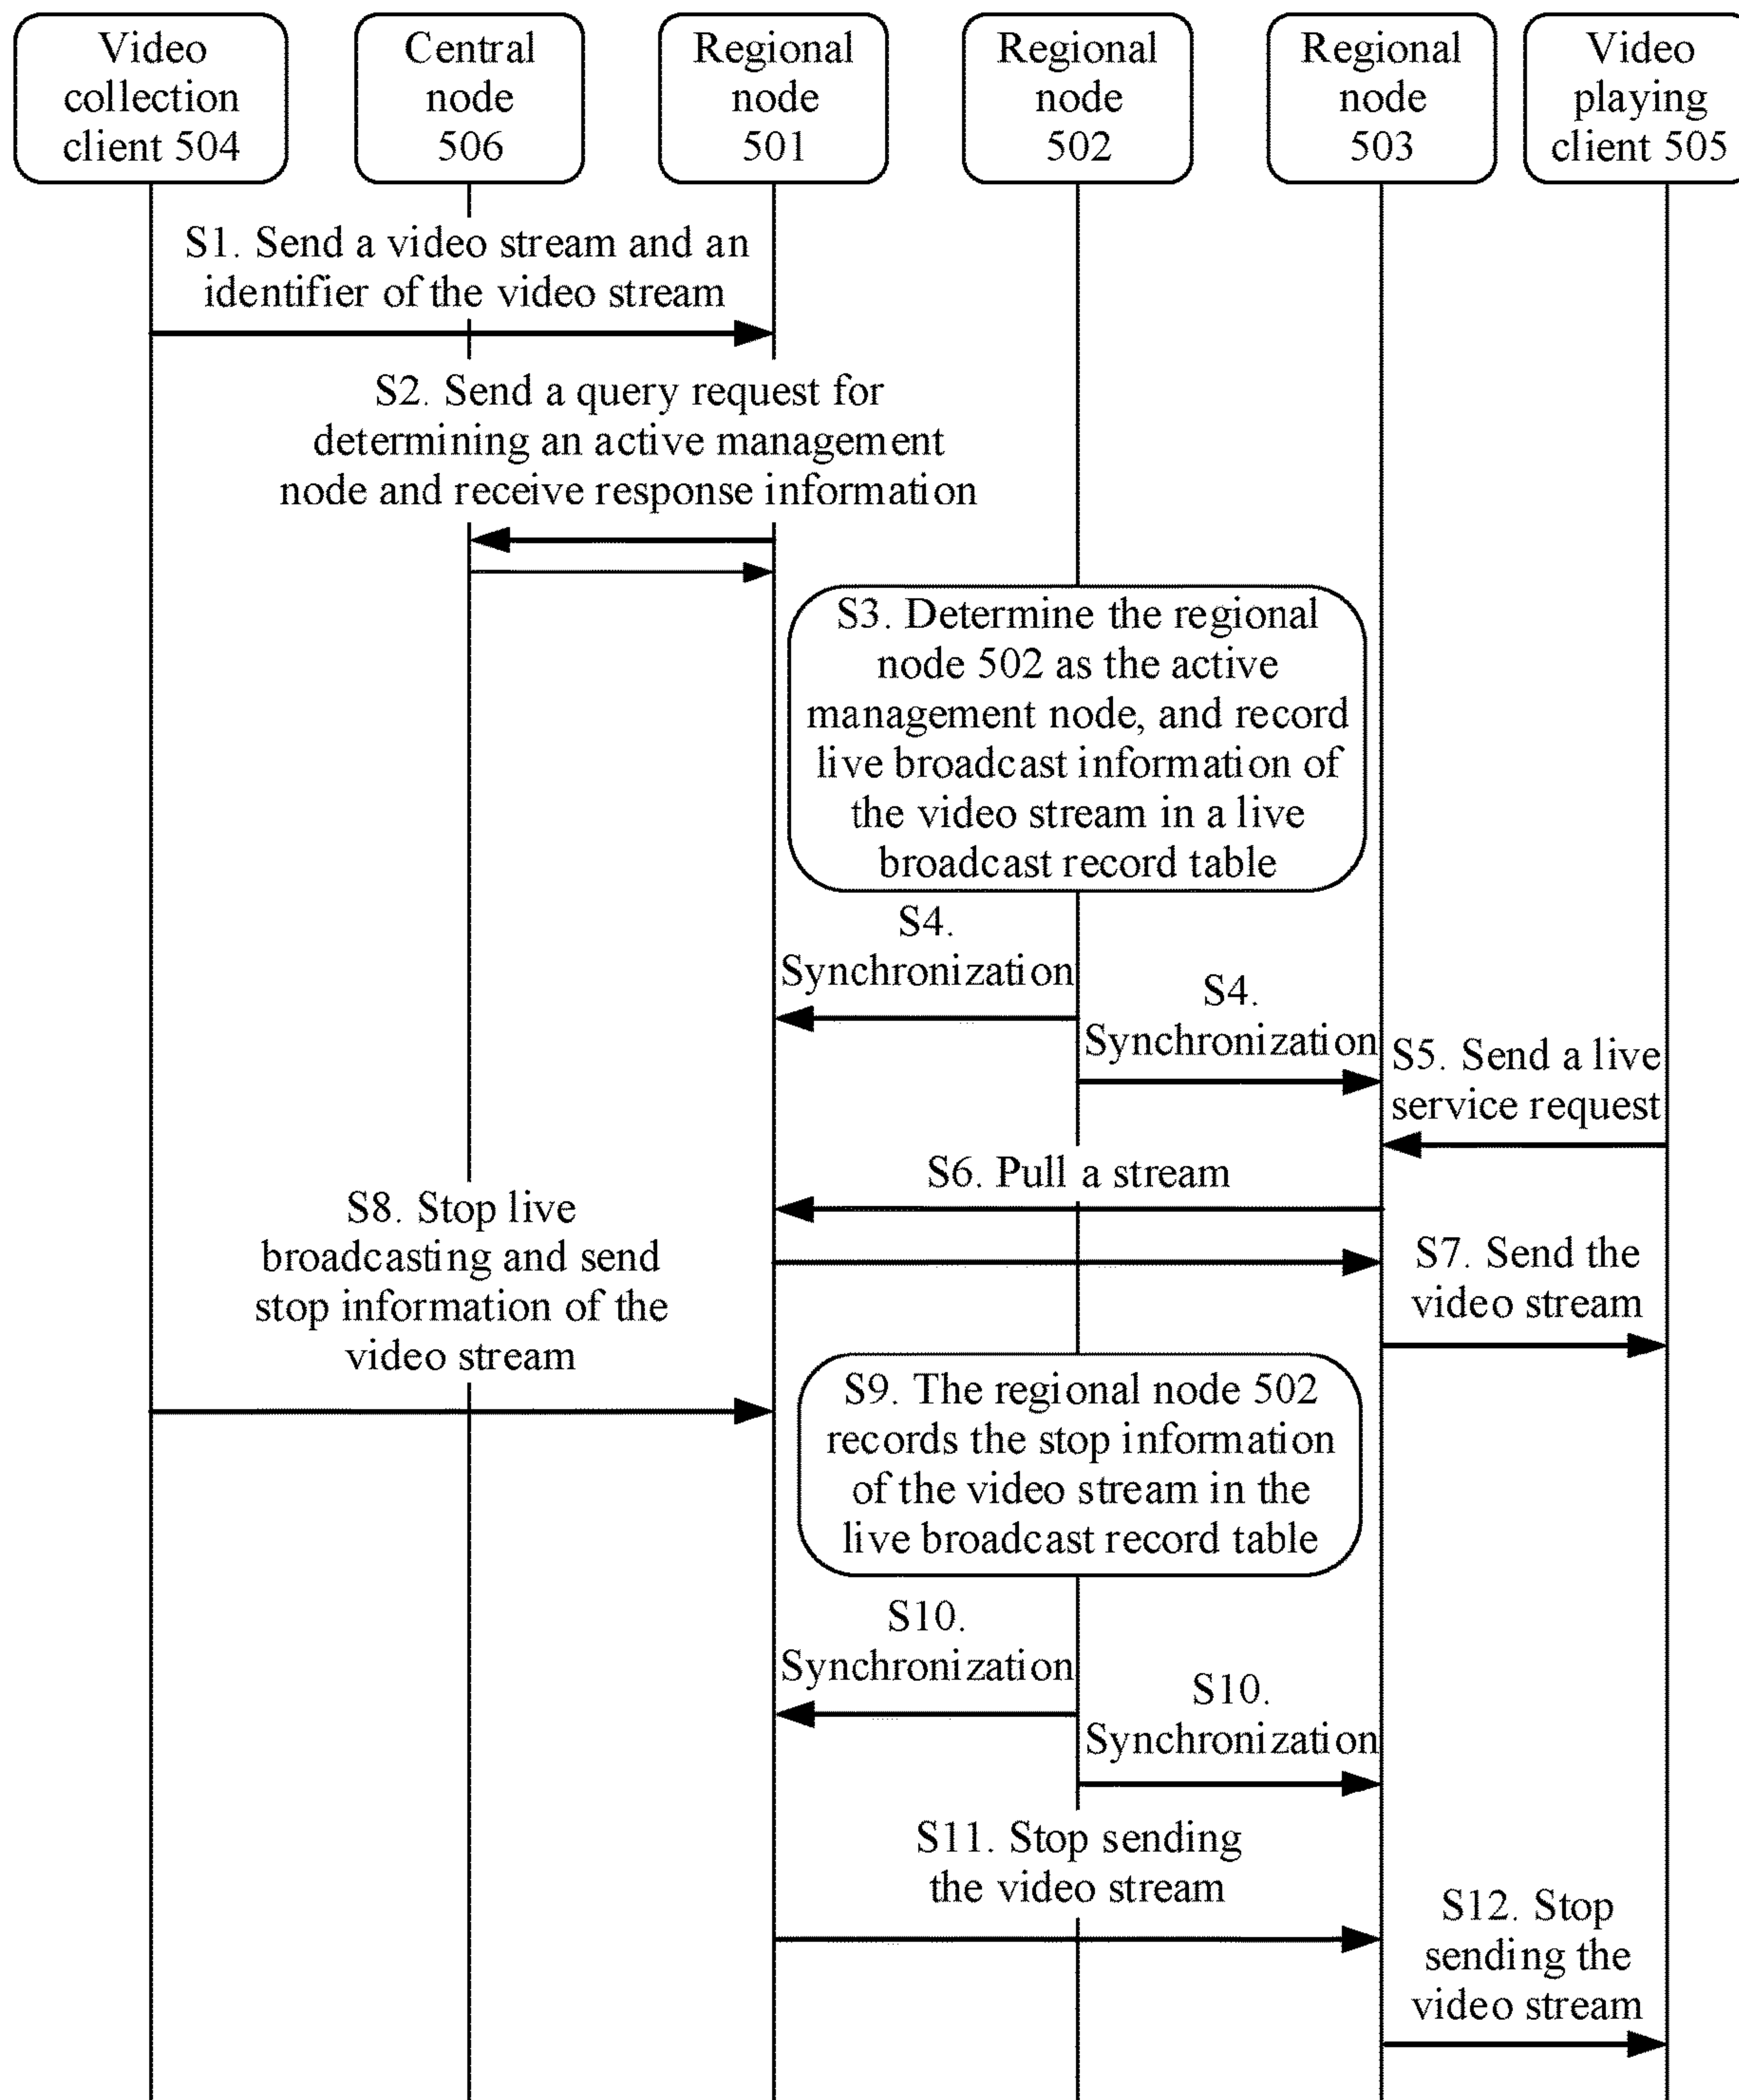 Video
collection
client 504
Central
node
506
Regional
node
501
Regional
node
502
Regional
node
503
Video
playing
client 505
S1. Send a video stream and an
identifier of the video stream
S2. Send a query request for
determining an active management
node and receive response information
S3. Determine the regional
node 502 as the active
management node, and record
live broadcast information of
the video stream in a live
broadcast record table
S4.
Synchronization
S4.
Synchronization
S5. Send a live
service request
S6. Pull a stream
S7. Send the
video stream
S8. Stop live
broadcasting and send
stop information of the
video stream
S9. The regional node 502
records the stop information
of the video stream in the
live broadcast record table
S10.
Synchronization
S10.
Synchronization
S11. Stop sending
the video stream
S12. Stop
sending the
video stream